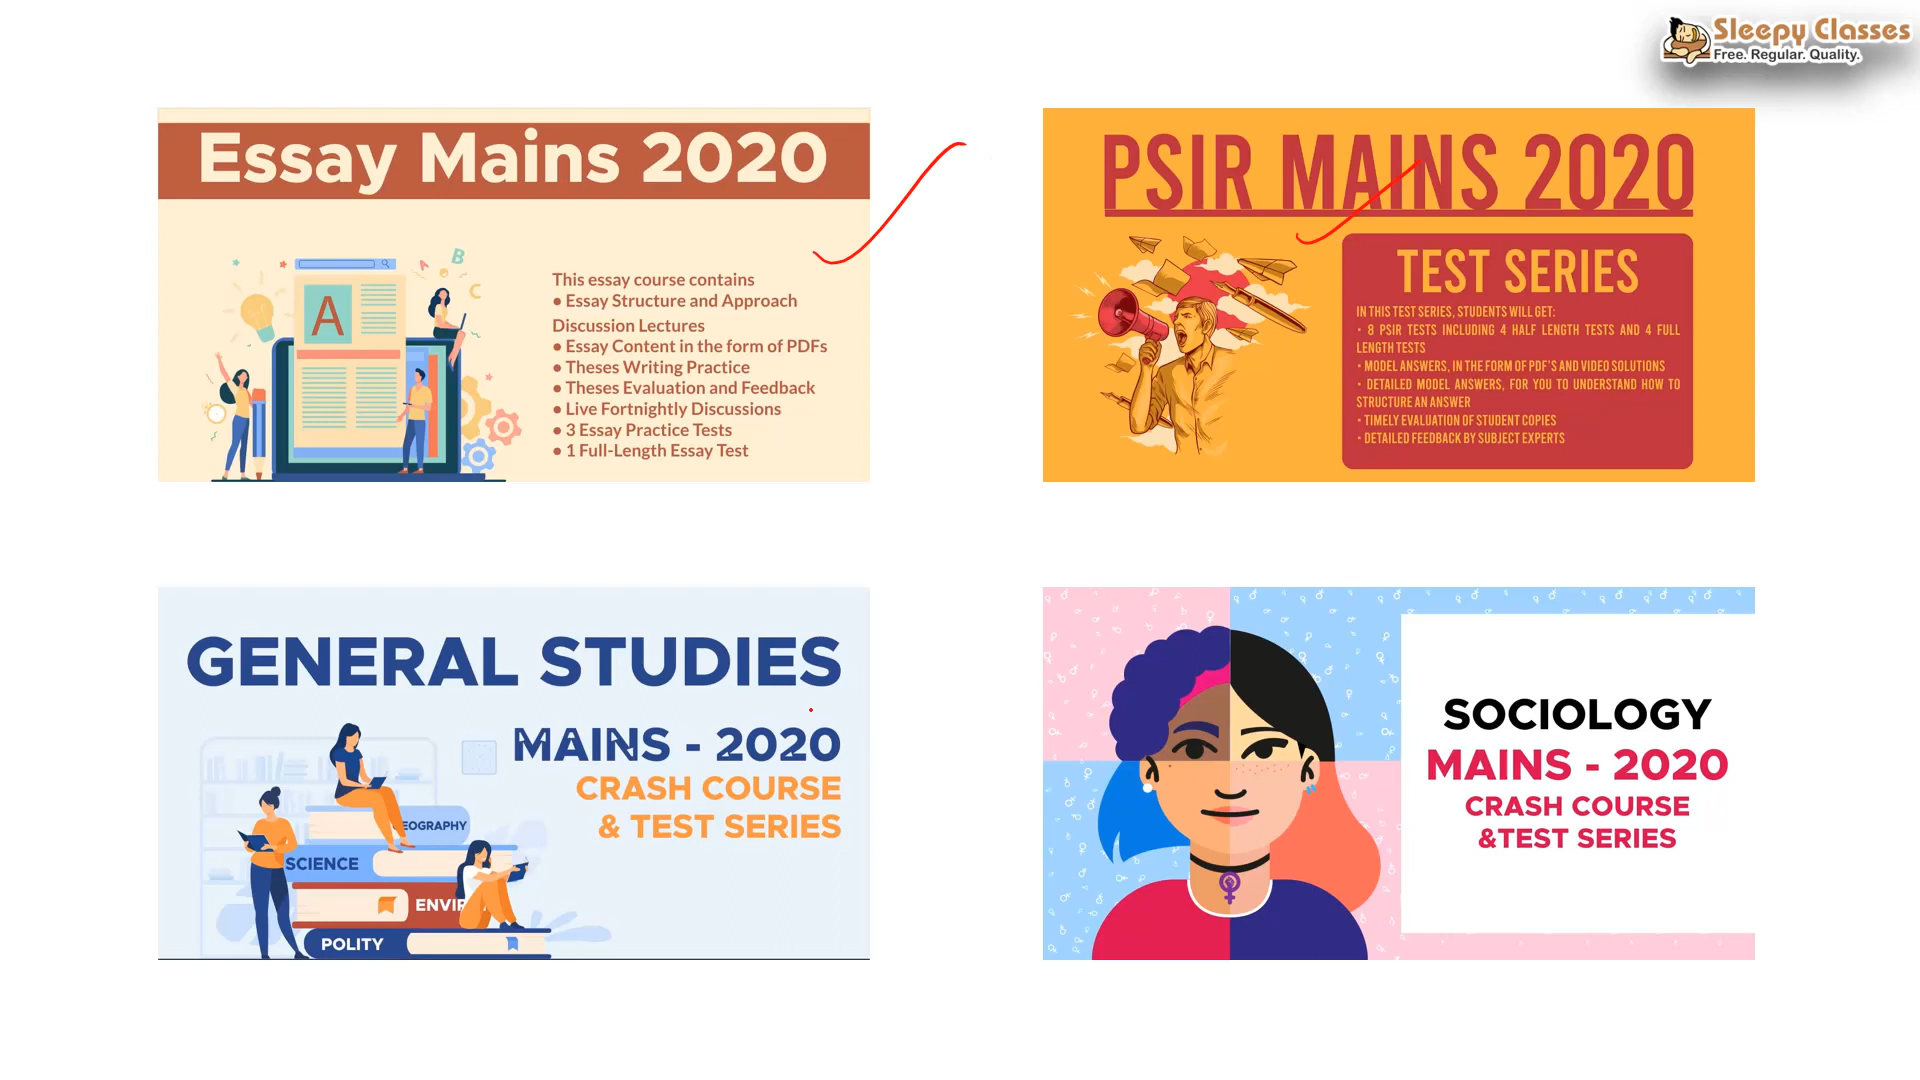 Sleepy Classes
Free. Regular. Quality.
Essay Mains 2020
This essay course contains
● Essay Structure and Approach
Discussion Lectures
● Essay Content in the form of PDFs
● Theses Writing Practice
● Theses Evaluation and Feedback
● Live Fortnightly Discussions
● 3 Essay Practice Tests
● 1 Full-Length Essay Test
A
A
B
C
PSIR MAINS 2020
TEST SERIES
IN THIS TEST SERIES, STUDENTS WILL GET:
• 8 PSIR TESTS INCLUDING 4 HALF LENGTH TESTS AND 4 FULL
LENGTH TESTS
• MODEL ANSWERS, IN THE FORM OF PDF'S AND VIDEO SOLUTIONS
• DETAILED MODEL ANSWERS, FOR YOU TO UNDERSTAND HOW TO
STRUCTURE AN ANSWER
• TIMELY EVALUATION OF STUDENT COPIES
• DETAILED FEEDBACK BY SUBJECT EXPERTS
GENERAL STUDIES
MAINS - 2020
CRASH COURSE
& TEST SERIES
EOGRAPHY
SCIENCE
ENVIR
POLITY
SOCIOLOGY
MAINS - 2020
CRASH COURSE
&TEST SERIES